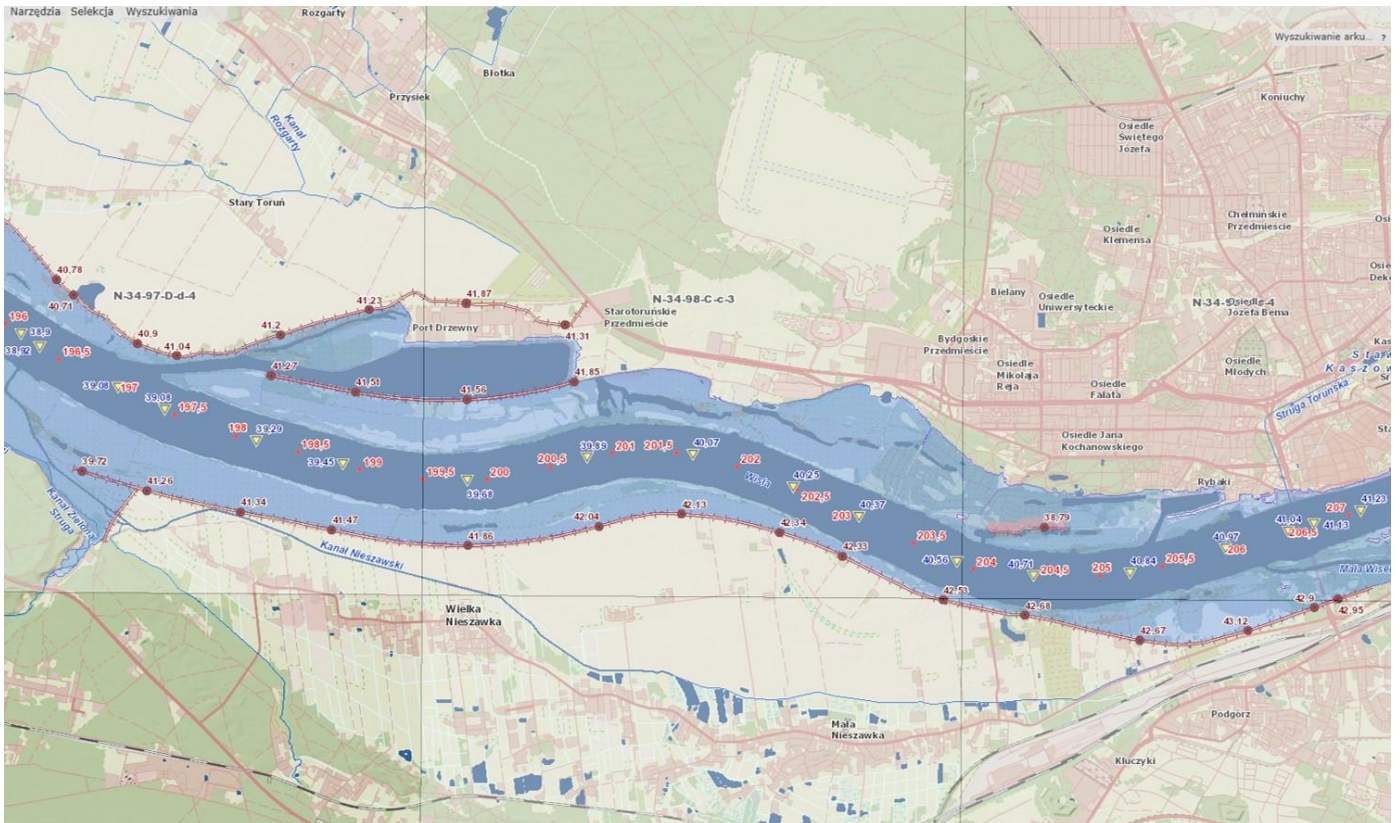 Narzędzia Selekcja Wyszukiwania
Wyszukiwanie arku... ?
Rozgarty
Błotka
Przysiek
Kanał
Rozgarty
Koniuchy
Osiedle
Świętego
Józefa
Stary Toruń
Chełmińskie
Przedmieście
Osiedle
Klemensa
40,78
40,71
N-34-97-D-d-4
41,23
41,87
N-34-98-C-c-3
Bielany
Osiedle
Uniwersyteckie
Osiedle
Józefa Bema
Starotoruńskie
Przedmieście
Port Drzewny
196
38,9
38,92
196,5
40,9
41,04
41,2
41,31
Bydgoskie
Przedmieście
Osiedle
Mikołaja
Reja
Osiedle
Fałata
Osiedle
Młodych
Struga Toruńska
41,27
41,51
41,56
41,85
39,08
197
39,08
197,5
198
39,29
198,5
39,45
199
199,5
39,68
200
200,5
39,89
201
201,5
40,07
202
Wisła
40,25
202,5
203
40,37
203,5
40,56
204
40,71
204,5
205
40,84
205,5
40,97
206
41,04
206,5
41,13
207
41,23
Osiedle Jana
Kochanowskiego
Rybaki
38,79
39,72
41,26
41,34
41,47
41,86
42,04
42,13
42,34
42,33
42,53
42,68
42,67
43,12
42,9
42,95
Kanał Zielona
Struga
Kanał Nieszawski
Wielka
Nieszawka
Mała
Nieszawka
Podgórz
Kluczyki